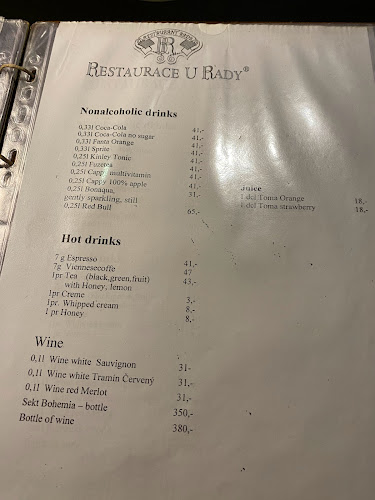 RESTAURACE RADY
R
RESTAURACE U RADY®
Nonalcoholic drinks
0,33l Coca-Cola 41,-
0,33l Coca-Cola no sugar 41,-
0,33l Fanta Orange 41,-
0,33l Sprite 41,-
0,25l Kinley Tonic 41,-
0,25l Fuzetea 41,-
0,25l Cappy multivitamin 41,-
0,25l Cappy 100% apple 41,-
0,25l Bonaqua, 31,-
gently sparkling, still
0,25l Red Bull 65,-
Juice
1 dcl Toma Orange 18,-
1 dcl Toma strawberry 18,-
Hot drinks
7 g Espresso 41,-
7g Viennesecoffe 47
1pr Tea (black,green,fruit) 43,-
with Honey, lemon
1pr Creme 3,-
1pr. Whipped cream 8,-
1 pr Honey 8,-
Wine
0,1l Wine white Sauvignon 31-
0,1l Wine white Tramín Červený 31,-
0,1l Wine red Merlot 31,-
Sekt Bohemia – bottle 350,-
Bottle of wine 380,-